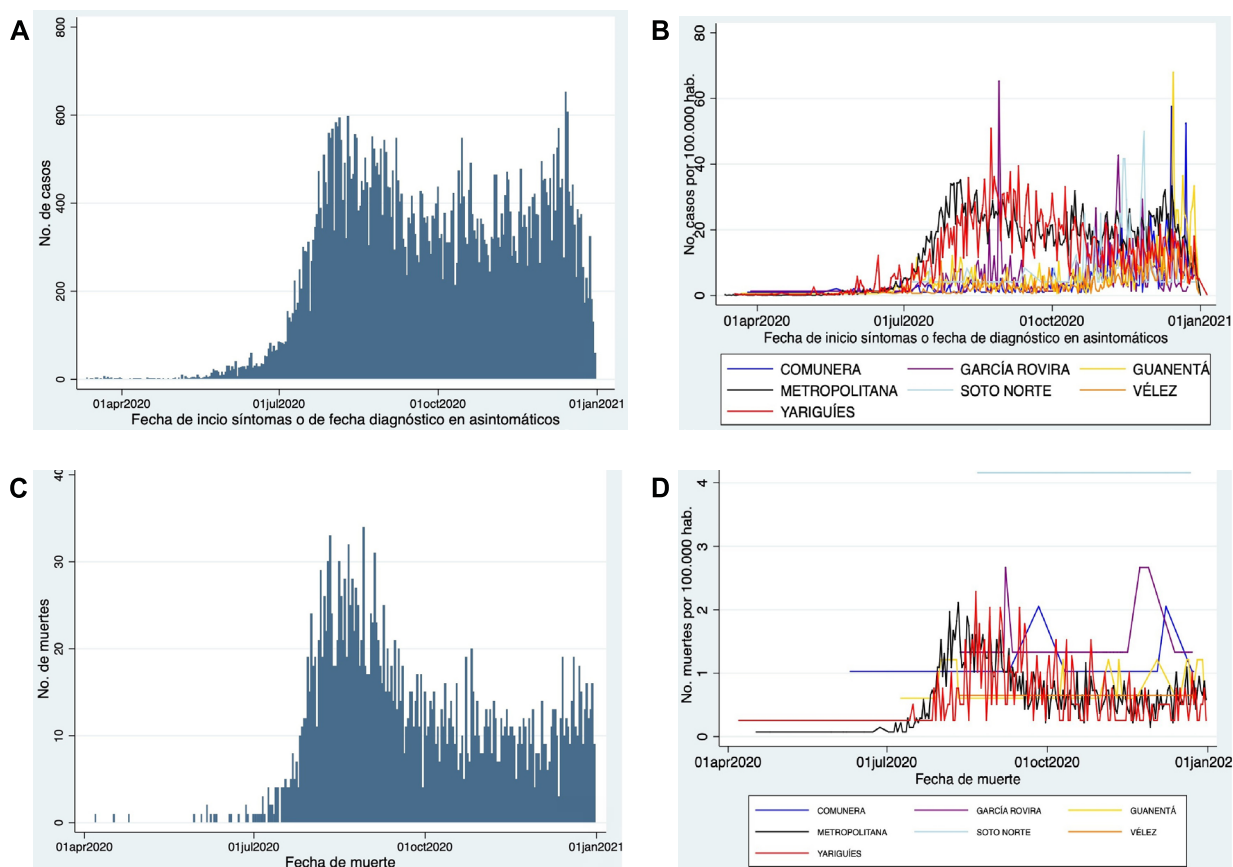 A
No. de casos
800
600
400
200
0
01apr2020 01jul2020 01oct2020 01jan2021
Fecha de incio síntomas o de fecha diagnóstico en asintomáticos
B
No. casos por 100.000 hab.
80
60
40
20
0
01apr2020 01jul2020 01oct2020 01jan2021
Fecha de inicio síntomas o fecha de diagnóstico en asintomáticos
COMUNERA GARCÍA ROVIRA GUANENTÁ
METROPOLITANA SOTO NORTE VÉLEZ
YARIGUÍES
C
No. de muertes
40
30
20
10
0
01apr2020 01jul2020 01oct2020 01jan2021
Fecha de muerte
D
No. muertes por 100.000 hab.
4
3
2
1
0
01apr2020 01jul2020 01oct2020 01jan202
Fecha de muerte
COMUNERA GARCÍA ROVIRA GUANENTÁ
METROPOLITANA SOTO NORTE VÉLEZ
YARIGUÍES